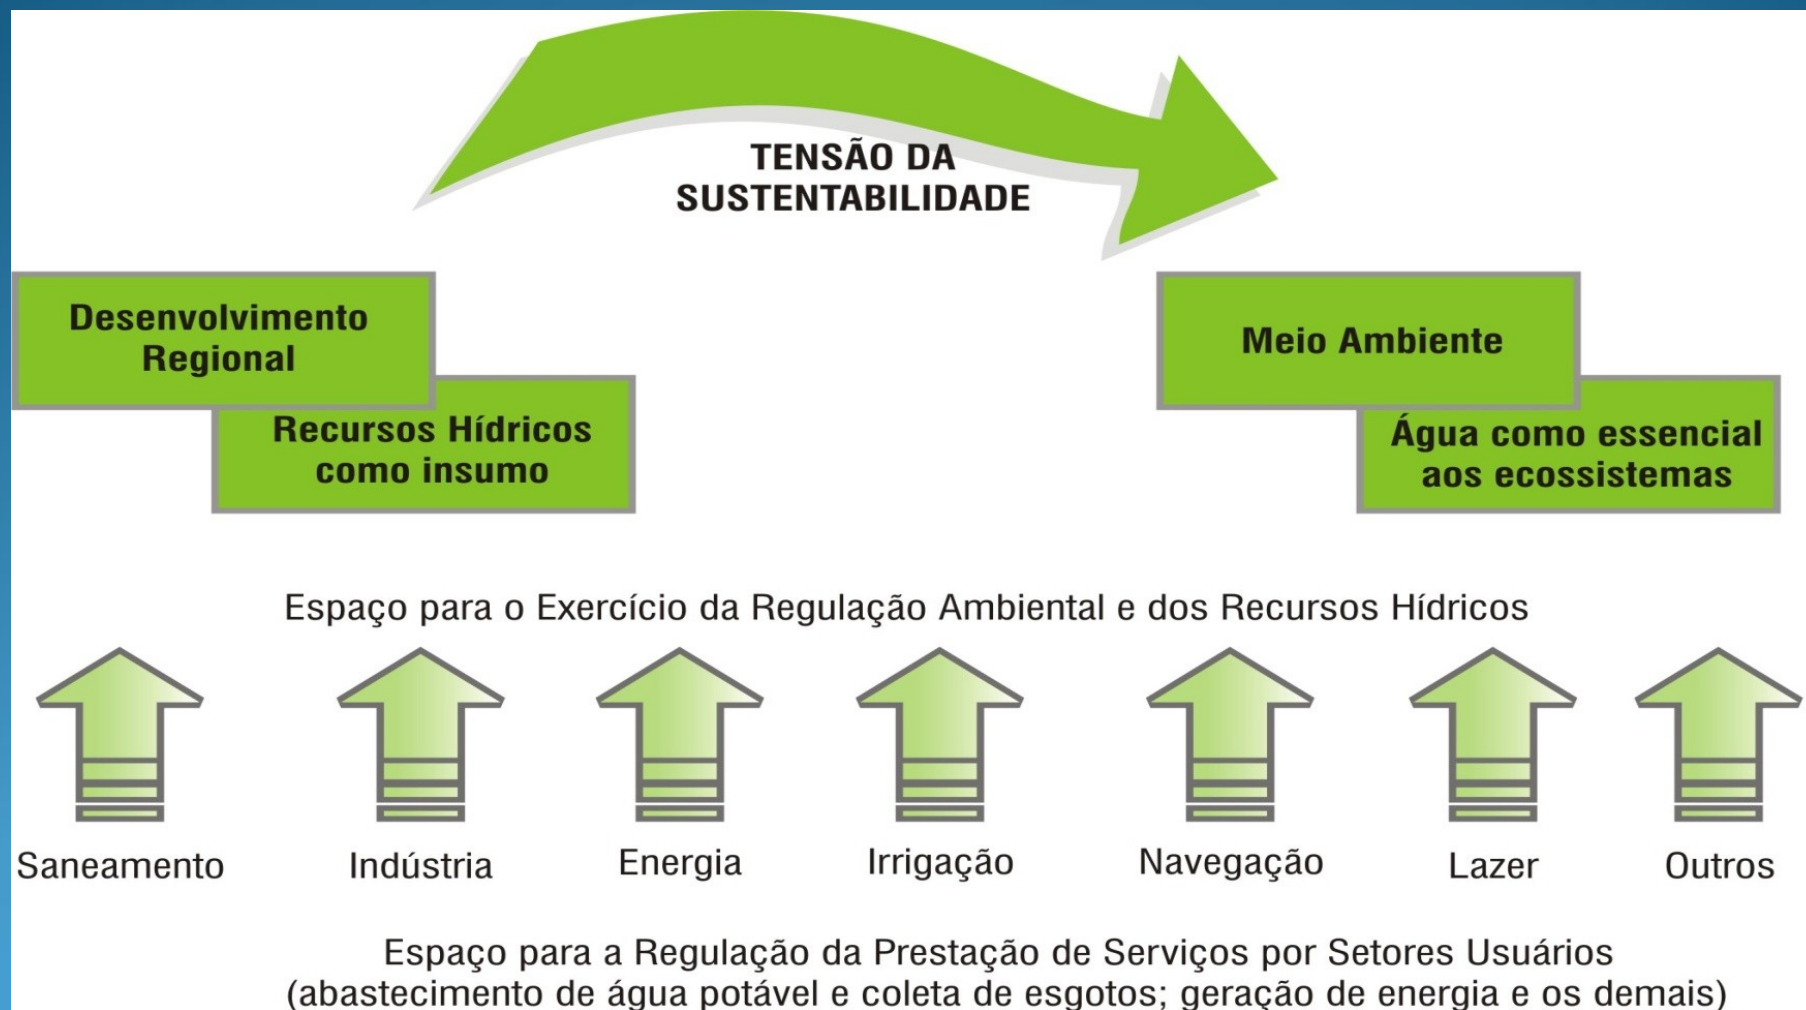 TENSÃO DA
SUSTENTABILIDADE
Desenvolvimento
Regional
Recursos Hídricos
como insumo
Meio Ambiente
Água como essencial
aos ecossistemas
Espaço para o Exercício da Regulação Ambiental e dos Recursos Hídricos
Saneamento Indústria Energia Irrigação Navegação Lazer Outros
Espaço para a Regulação da Prestação de Serviços por Setores Usuários
(abastecimento de água potável e coleta de esgotos; geração de energia e os demais)